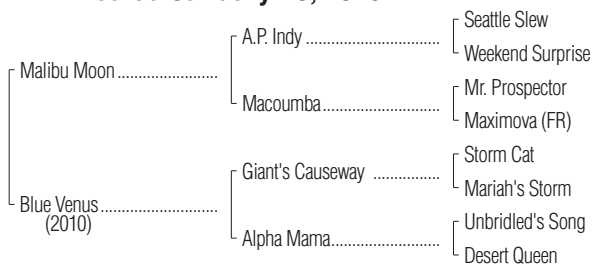 Seattle Slew
A.P. Indy
Weekend Surprise
Malibu Moon
Mr. Prospector
Macoumba
Maximova (FR)
Storm Cat
Giant's Causeway
Mariah's Storm
Blue Venus
(2010)
Unbridled's Song
Alpha Mama
Desert Queen